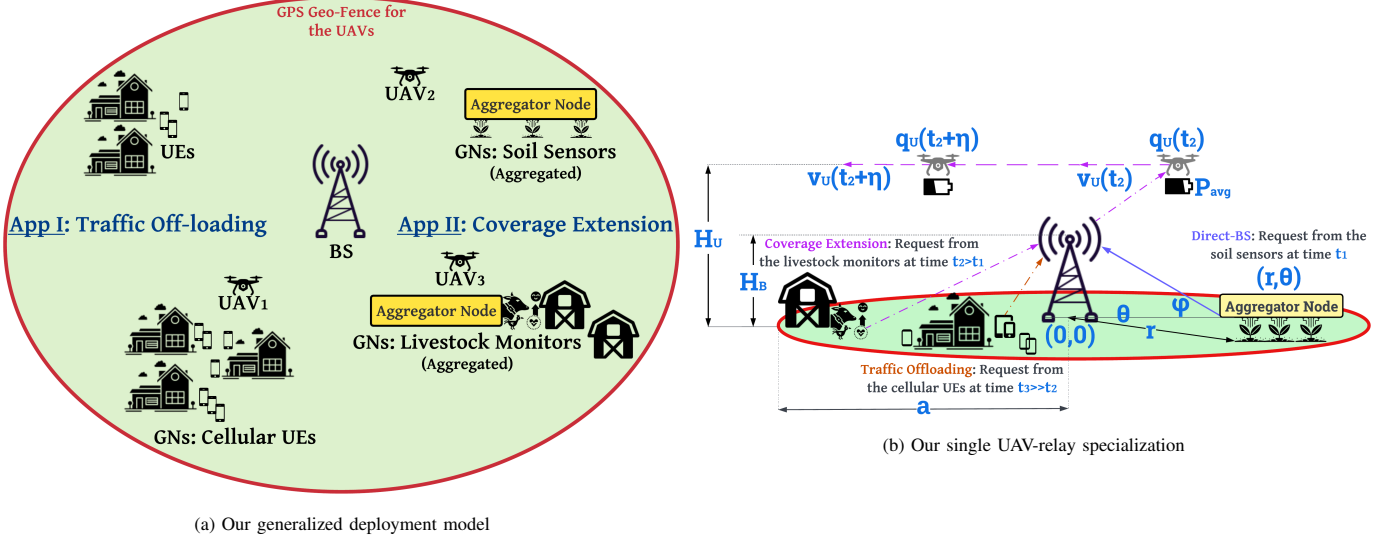 GPS Geo-Fence for
the UAVs
UAV2
Aggregator Node
UEs
GNs: Soil Sensors
(Aggregated)
App I: Traffic Off-loading
App II: Coverage Extension
BS
UAV3
UAV1
Aggregator Node
GNs: Livestock Monitors
(Aggregated)
GNs: Cellular UEs
(a) Our generalized deployment model
qU(t2+η)
qU(t2)
vU(t2+η)
vU(t2)
Pavg
HU
Coverage Extension: Request from
the livestock monitors at time t2>t1
Direct-BS: Request from the
soil sensors at time t1
HB
(r,θ)
Aggregator Node
θ
φ
(0,0)
r
Traffic Offloading: Request from
the cellular UEs at time t3>>t2
a
(b) Our single UAV-relay specialization